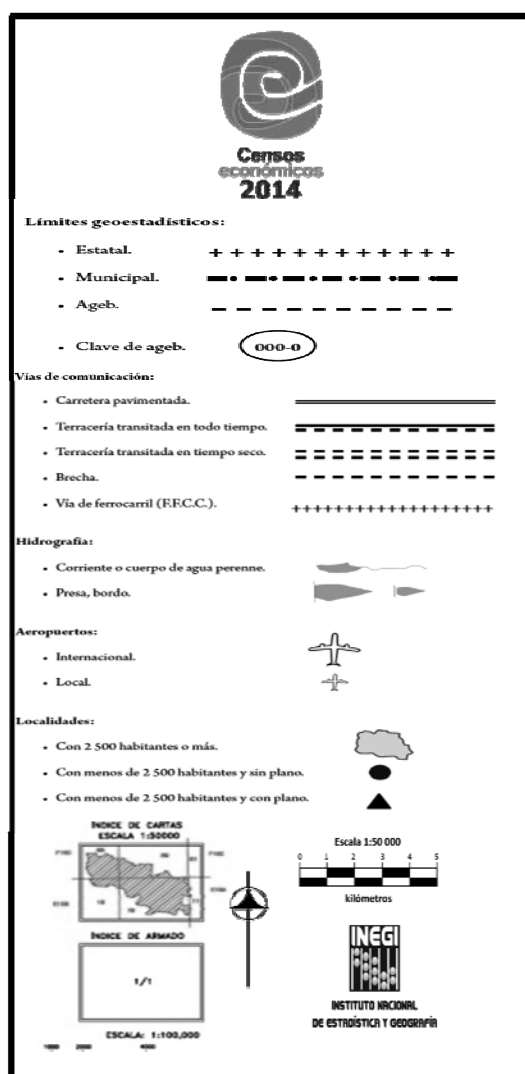 Censos
económicos
2014
Límites geoestadísticos:
• Estatal.
• Municipal.
• Ageb.
• Clave de ageb. 000-0
Vías de comunicación:
• Carretera pavimentada.
• Terracería transitada en todo tiempo.
• Terracería transitada en tiempo seco.
• Brecha.
• Vía de ferrocarril (F.F.C.C.).
Hidrografía:
• Corriente o cuerpo de agua perenne.
• Presa, bordo.
Aeropuertos:
• Internacional.
• Local.
Localidades:
• Con 2 500 habitantes o más.
• Con menos de 2 500 habitantes y sin plano.
• Con menos de 2 500 habitantes y con plano.
ÍNDICE DE CARTAS
ESCALA 1:50000
ÍNDICE DE ARMADO
1/1
ESCALA: 1:100,000
1000 2000 4000
Escala 1:50 000
0 1 2 3 4 5
kilómetros
INEGI
INSTITUTO NACIONAL
DE ESTADÍSTICA Y GEOGRAFÍA